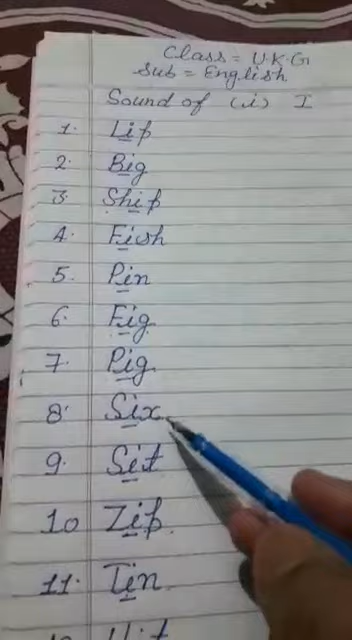 Class = U.K.G
Sub = English
Sound of (i) I
1. Lip
2. Big
3. Ship
4. Fish
5. Pin
6. Fig
7. Pig
8. Six
9. Sit
10 Zip
11. Tin